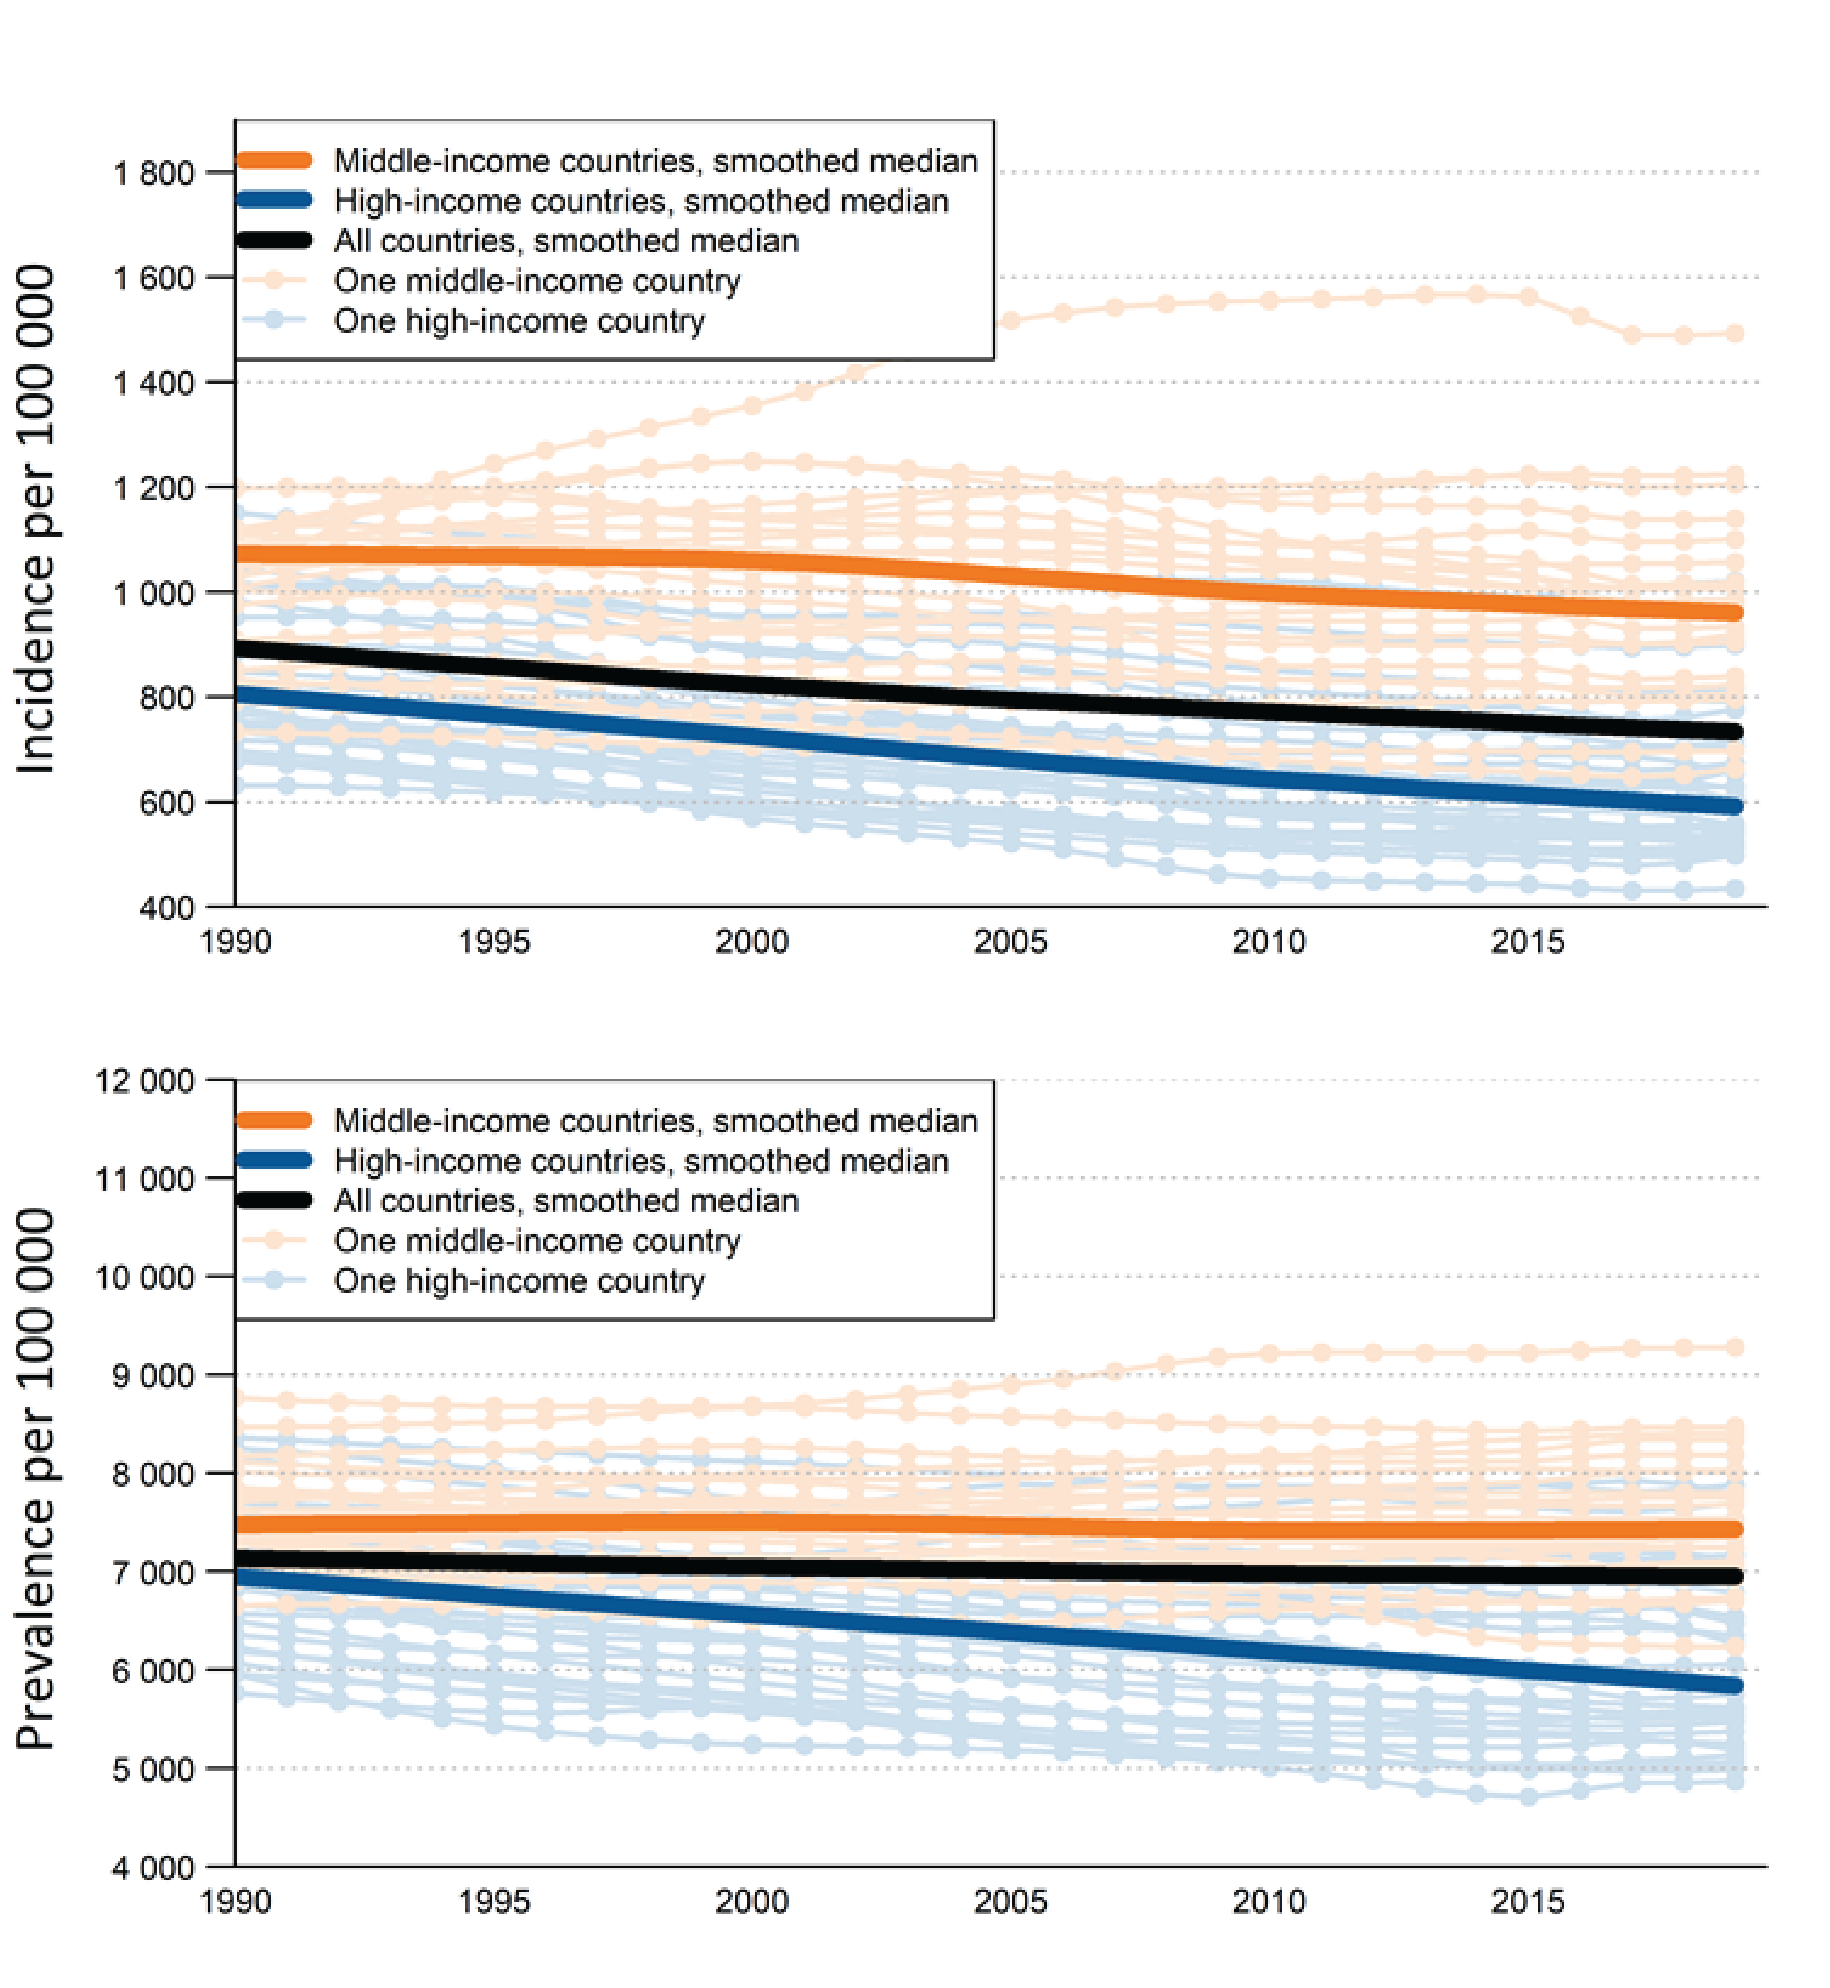 Incidence per 100 000
1 800
1 600
1 400
1 200
1 000
800
600
400
Middle-income countries, smoothed median
High-income countries, smoothed median
All countries, smoothed median
One middle-income country
One high-income country
1990 1995 2000 2005 2010 2015
Prevalence per 100 000
12 000
11 000
10 000
9 000
8 000
7 000
6 000
5 000
4 000
Middle-income countries, smoothed median
High-income countries, smoothed median
All countries, smoothed median
One middle-income country
One high-income country
1990 1995 2000 2005 2010 2015